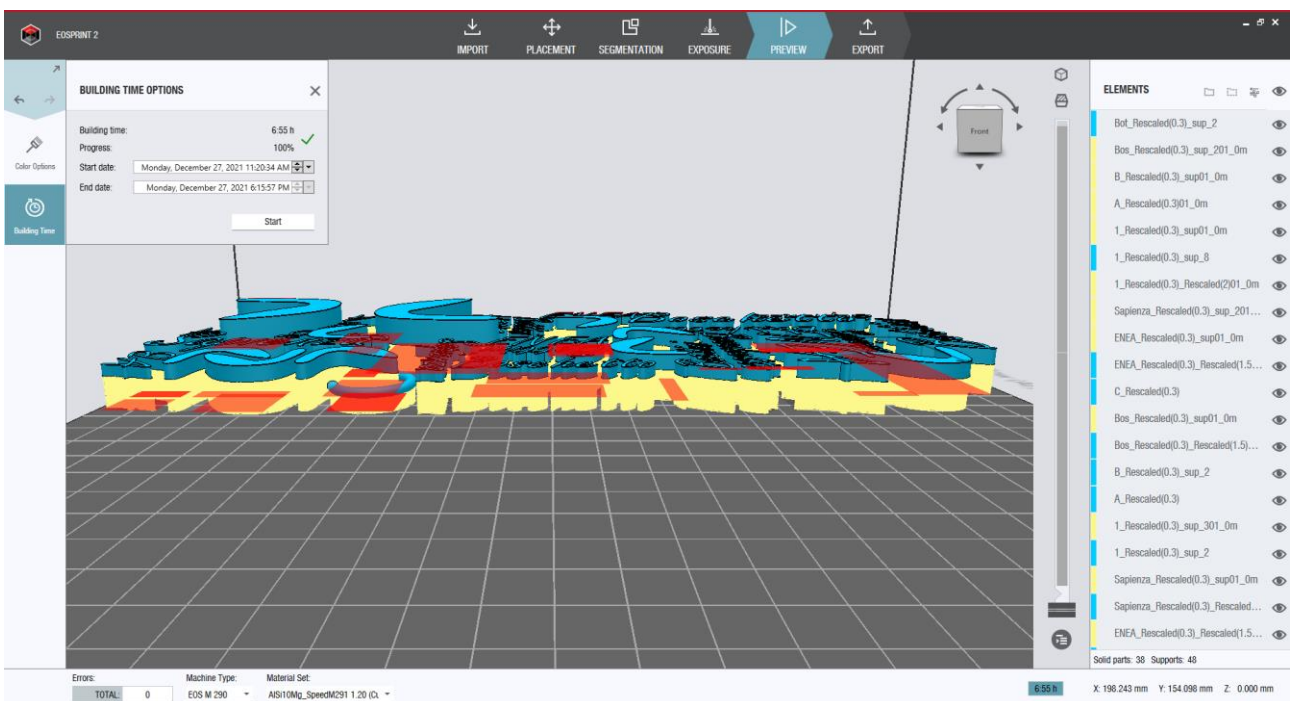 EOSPRINT 2
IMPORT
PLACEMENT
SEGMENTATION
EXPOSURE
PREVIEW
EXPORT
Color Options
Building Time
BUILDING TIME OPTIONS
Building time: 6:55 h
Progress: 100%
Start date: Monday, December 27, 2021 11:20:34 AM
End date: Monday, December 27, 2021 6:15:57 PM
Start
Front
ELEMENTS
Bot_Rescaled(0.3)_sup_2
Bos_Rescaled(0.3)_sup_201_0m
B_Rescaled(0.3)_sup01_0m
A_Rescaled(0.3)01_0m
1_Rescaled(0.3)_sup01_0m
1_Rescaled(0.3)_sup_8
1_Rescaled(0.3)_Rescaled(2)01_0m
Sapienza_Rescaled(0.3)_sup_201...
ENEA_Rescaled(0.3)_sup01_0m
ENEA_Rescaled(0.3)_Rescaled(1.5...
C_Rescaled(0.3)
Bos_Rescaled(0.3)_sup01_0m
Bos_Rescaled(0.3)_Rescaled(1.5)...
B_Rescaled(0.3)_sup_2
A_Rescaled(0.3)
1_Rescaled(0.3)_sup_301_0m
1_Rescaled(0.3)_sup_2
Sapienza_Rescaled(0.3)_sup01_0m
Sapienza_Rescaled(0.3)_Rescaled...
ENEA_Rescaled(0.3)_Rescaled(1.5...
Solid parts: 38 Supports: 48
Errors:
TOTAL: 0
Machine Type:
EOS M 290
Material Set:
AlSi10Mg_SpeedM291 1.20 (Cu
6:55 h
X: 198.243 mm Y: 154.098 mm Z: 0.000 mm